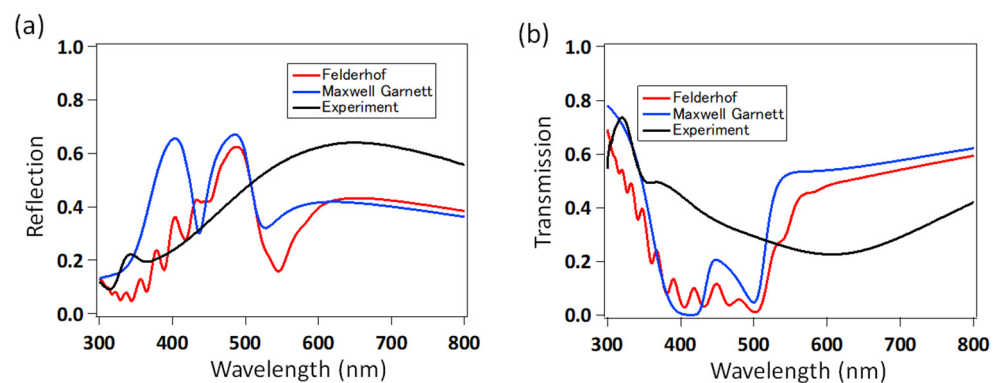 (a)
1.0
0.8
0.6
0.4
0.2
0.0
Reflection
Felderhof
Maxwell Garnett
Experiment
300 400 500 600 700 800
Wavelength (nm)
(b)
1.0
0.8
0.6
0.4
0.2
0.0
Transmission
Felderhof
Maxwell Garnett
Experiment
300 400 500 600 700 800
Wavelength (nm)